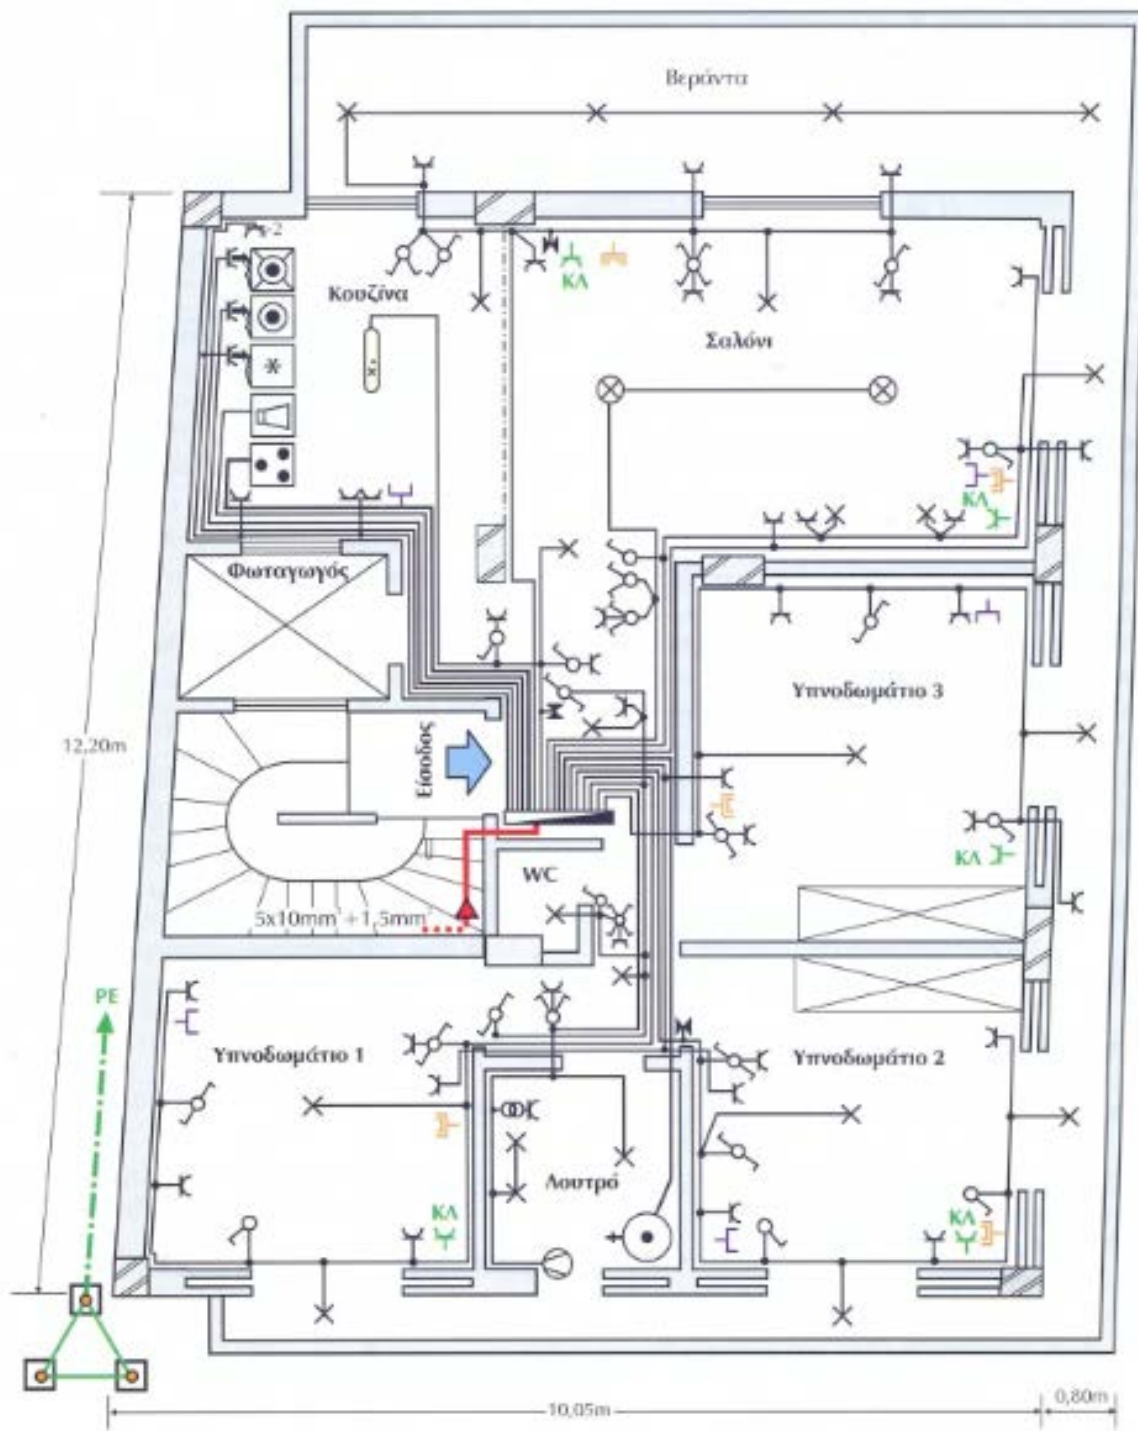 Βεράντα
Κουζίνα
ΚΛ
Σαλόνι
ΚΛ
Φωταγωγός
Υπνοδωμάτιο 3
12,20m
Είσοδος
ΚΛ
WC
5x10mm² +1,5mm²
PE
Υπνοδωμάτιο 1
Υπνοδωμάτιο 2
Λουτρό
ΚΛ
ΚΛ
10,05m
0,80m